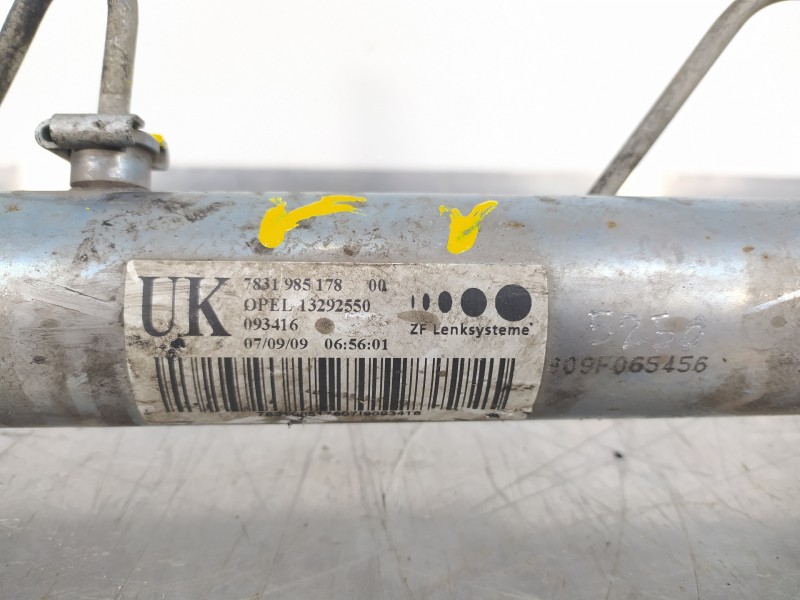 UK
7831 985 178 00
OPEL 13292550
093416
07/09/09 06:56:01
ZF Lenksysteme
5250
09F065456